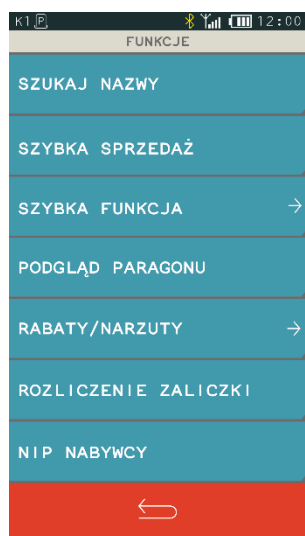 K1 P 12:00
FUNKCJE
SZUKAJ NAZWY
SZYBKA SPRZEDAŻ
SZYBKA FUNKCJA
PODGLĄD PARAGONU
RABATY/NARZUTY
ROZLICZENIE ZALICZKI
NIP NABYWCY